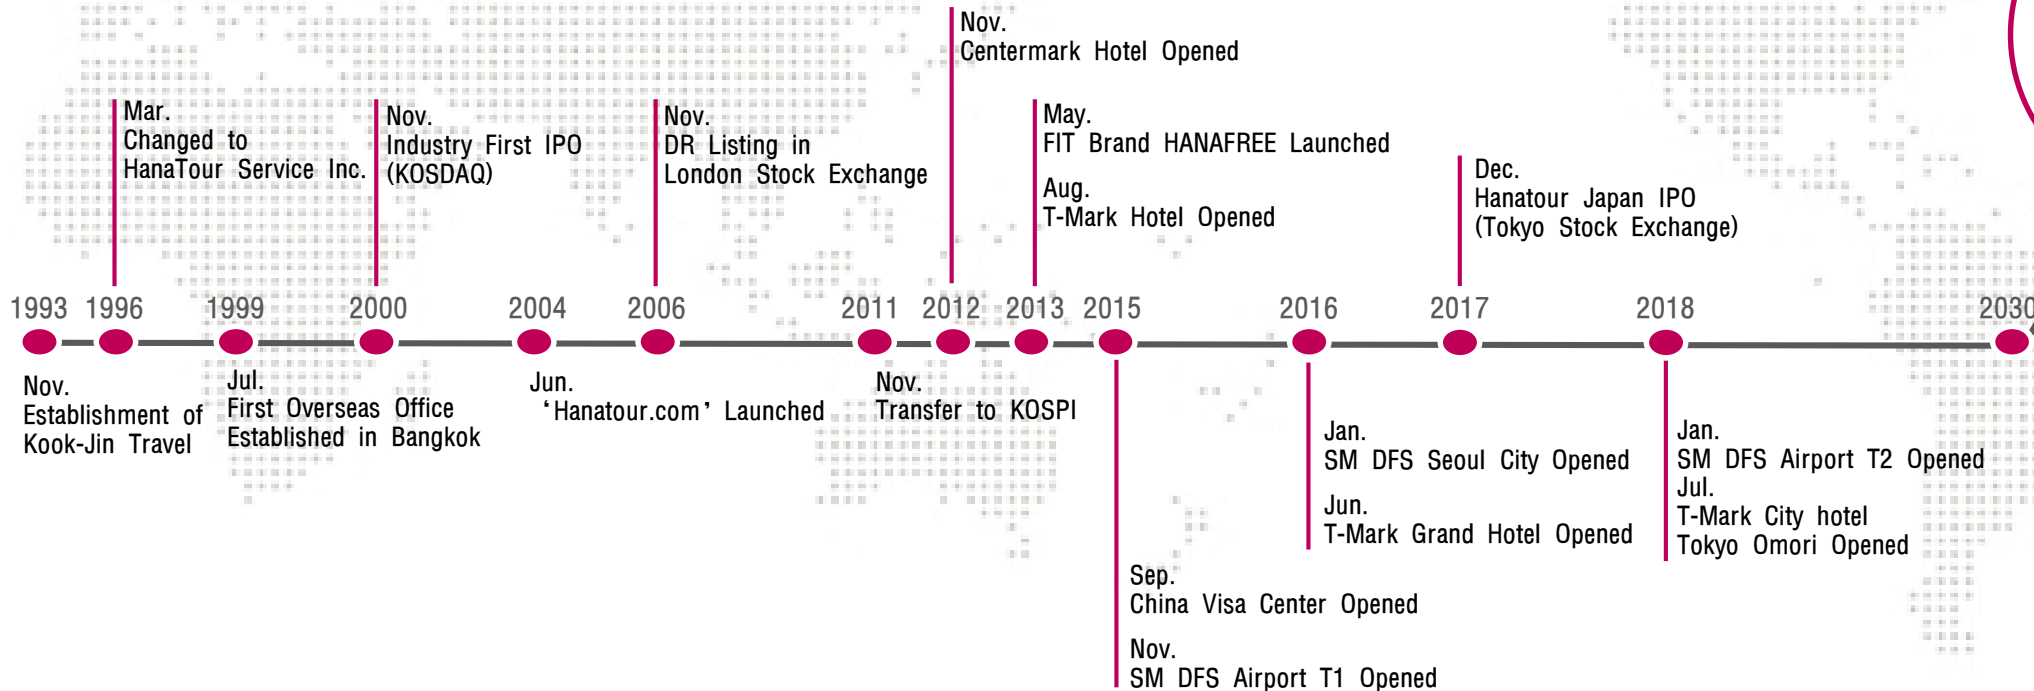 Nov.
Centermark Hotel Opened
Mar.
Changed to
HanaTour Service Inc.
Nov.
Industry First IPO
(KOSDAQ)
Nov.
DR Listing in
London Stock Exchange
May.
FIT Brand HANAFREE Launched
Aug.
T-Mark Hotel Opened
Dec.
Hanatour Japan IPO
(Tokyo Stock Exchange)
1993 1996 1999 2000 2004 2006 2011 2012 2013 2015 2016 2017 2018 2030
Nov.
Establishment of
Kook-Jin Travel
Jul.
First Overseas Office
Established in Bangkok
Jun.
‘Hanatour.com’ Launched
Nov.
Transfer to KOSPI
Sep.
China Visa Center Opened
Nov.
SM DFS Airport T1 Opened
Jan.
SM DFS Seoul City Opened
Jun.
T-Mark Grand Hotel Opened
Jan.
SM DFS Airport T2 Opened
Jul.
T-Mark City hotel
Tokyo Omori Opened